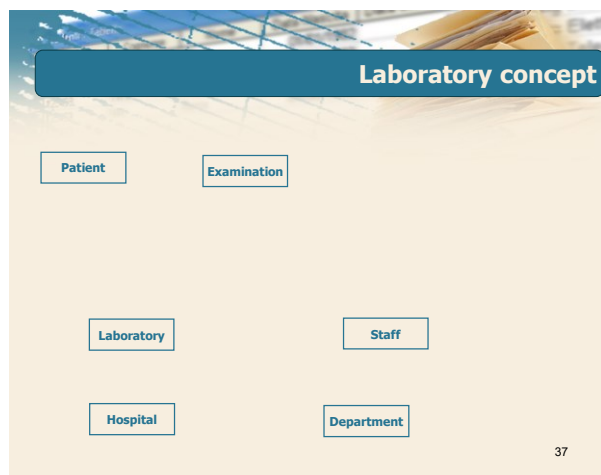 Laboratory concept
Patient
Examination
Laboratory
Staff
Hospital
Department
37